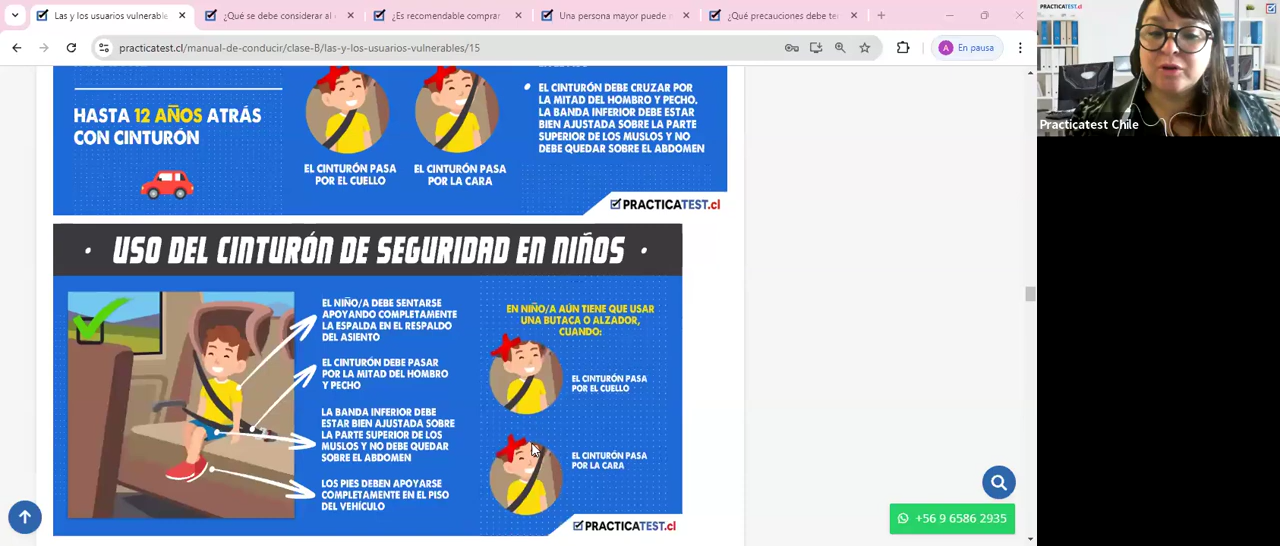 Las y los usuarios vulnerables
¿Qué se debe considerar al
¿Es recomendable comprar
Una persona mayor puede
¿Qué precauciones debe te
practicatest.cl/manual-de-conducir/clase-B/las-y-los-usuarios-vulnerables/15
En pausa
PRACTICATEST.cl
Practicatest Chile
HASTA 12 AÑOS ATRÁS
CON CINTURÓN
EL CINTURÓN PASA
POR EL CUELLO
EL CINTURÓN PASA
POR LA CARA
EL CINTURÓN DEBE CRUZAR POR
LA MITAD DEL HOMBRO Y PECHO.
LA BANDA INFERIOR DEBE ESTAR
BIEN AJUSTADA SOBRE LA PARTE
SUPERIOR DE LOS MUSLOS Y NO
DEBE QUEDAR SOBRE EL ABDOMEN
PRACTICATEST.cl
· USO DEL CINTURÓN DE SEGURIDAD EN NIÑOS ·
EL NIÑO/A DEBE SENTARSE
APOYANDO COMPLETAMENTE
LA ESPALDA EN EL RESPALDO
DEL ASIENTO
EL CINTURÓN DEBE PASAR
POR LA MITAD DEL HOMBRO
Y PECHO
LA BANDA INFERIOR DEBE
ESTAR BIEN AJUSTADA SOBRE
LA PARTE SUPERIOR DE LOS
MUSLOS Y NO DEBE QUEDAR
SOBRE EL ABDOMEN
LOS PIES DEBEN APOYARSE
COMPLETAMENTE EN EL PISO
DEL VEHÍCULO
EN NIÑO/A AÚN TIENE QUE USAR
UNA BUTACA O ALZADOR,
CUANDO:
EL CINTURÓN PASA
POR EL CUELLO
EL CINTURÓN PASA
POR LA CARA
PRACTICATEST.cl
+56 9 6586 2935